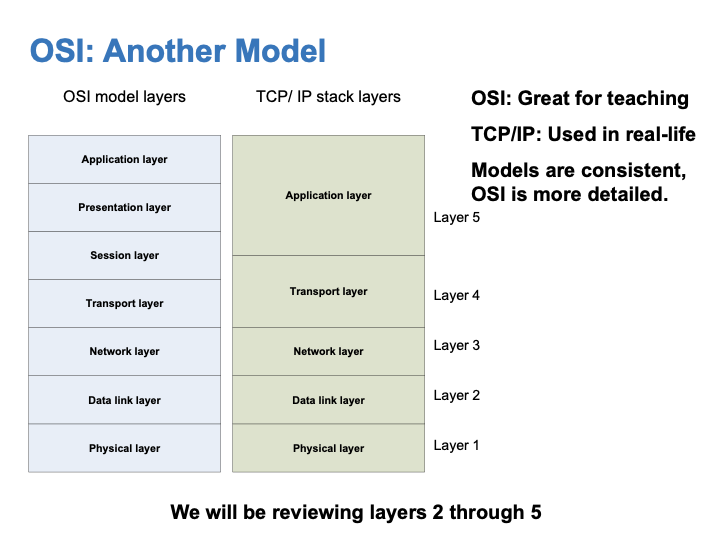 OSI: Another Model
OSI model layers
TCP/ IP stack layers
OSI: Great for teaching
TCP/IP: Used in real-life
Models are consistent,
OSI is more detailed.
Application layer
Presentation layer
Session layer
Transport layer
Network layer
Data link layer
Physical layer
Application layer
Transport layer
Network layer
Data link layer
Physical layer
Layer 5
Layer 4
Layer 3
Layer 2
Layer 1
We will be reviewing layers 2 through 5